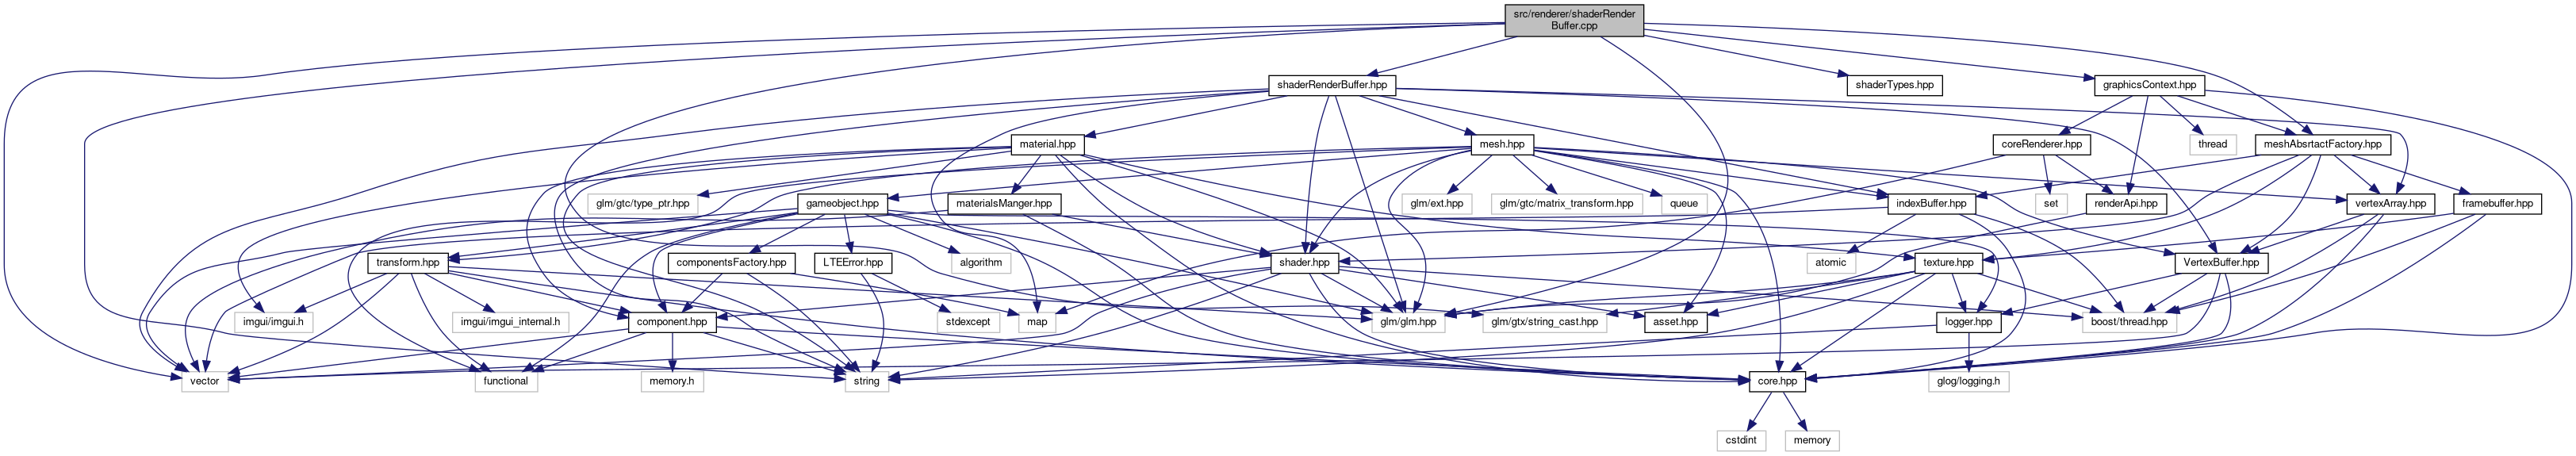 src/renderer/shaderRender
Buffer.cpp
shaderRenderBuffer.hpp
shaderTypes.hpp
graphicsContext.hpp
material.hpp
mesh.hpp
coreRenderer.hpp
thread
meshAbsrtactFactory.hpp
glm/gtc/type_ptr.hpp
gameobject.hpp
materialsManger.hpp
glm/ext.hpp
glm/gtc/matrix_transform.hpp
queue
indexBuffer.hpp
set
renderApi.hpp
vertexArray.hpp
framebuffer.hpp
transform.hpp
componentsFactory.hpp
LTEError.hpp
algorithm
shader.hpp
atomic
texture.hpp
VertexBuffer.hpp
imgui/imgui.h
imgui/imgui_internal.h
component.hpp
stdexcept
map
glm/glm.hpp
glm/gtx/string_cast.hpp
asset.hpp
logger.hpp
boost/thread.hpp
vector
functional
memory.h
string
core.hpp
glog/logging.h
cstdint
memory